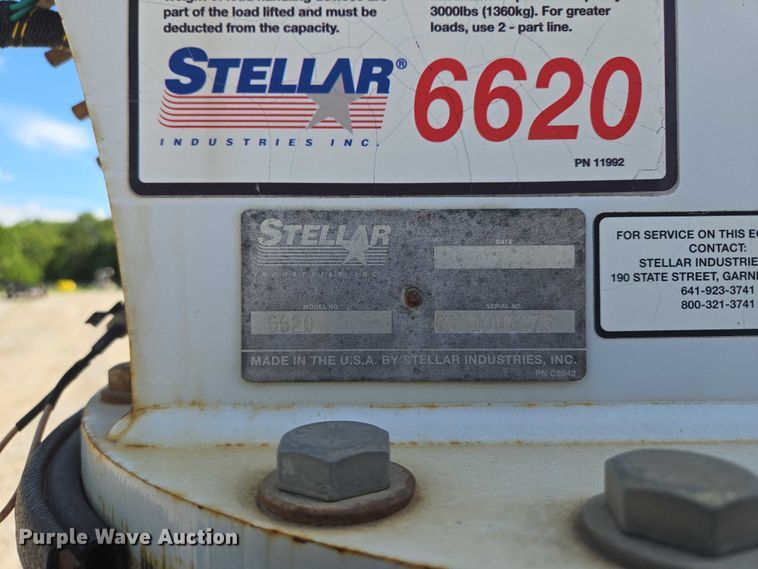 part of the load lifted and must be
deducted from the capacity.
3000lbs (1360kg). For greater
loads, use 2 - part line.
STELLAR®
INDUSTRIES INC.
6620
PN 11992
STELLAR
INDUSTRIES INC.
DATE
MODEL NO.
6620
SERIAL NO.
MADE IN THE U.S.A. BY STELLAR INDUSTRIES, INC.
PN C5942
FOR SERVICE ON THIS EQ
CONTACT:
STELLAR INDUSTRIE
190 STATE STREET, GARNE
641-923-3741
800-321-3741
Purple Wave Auction